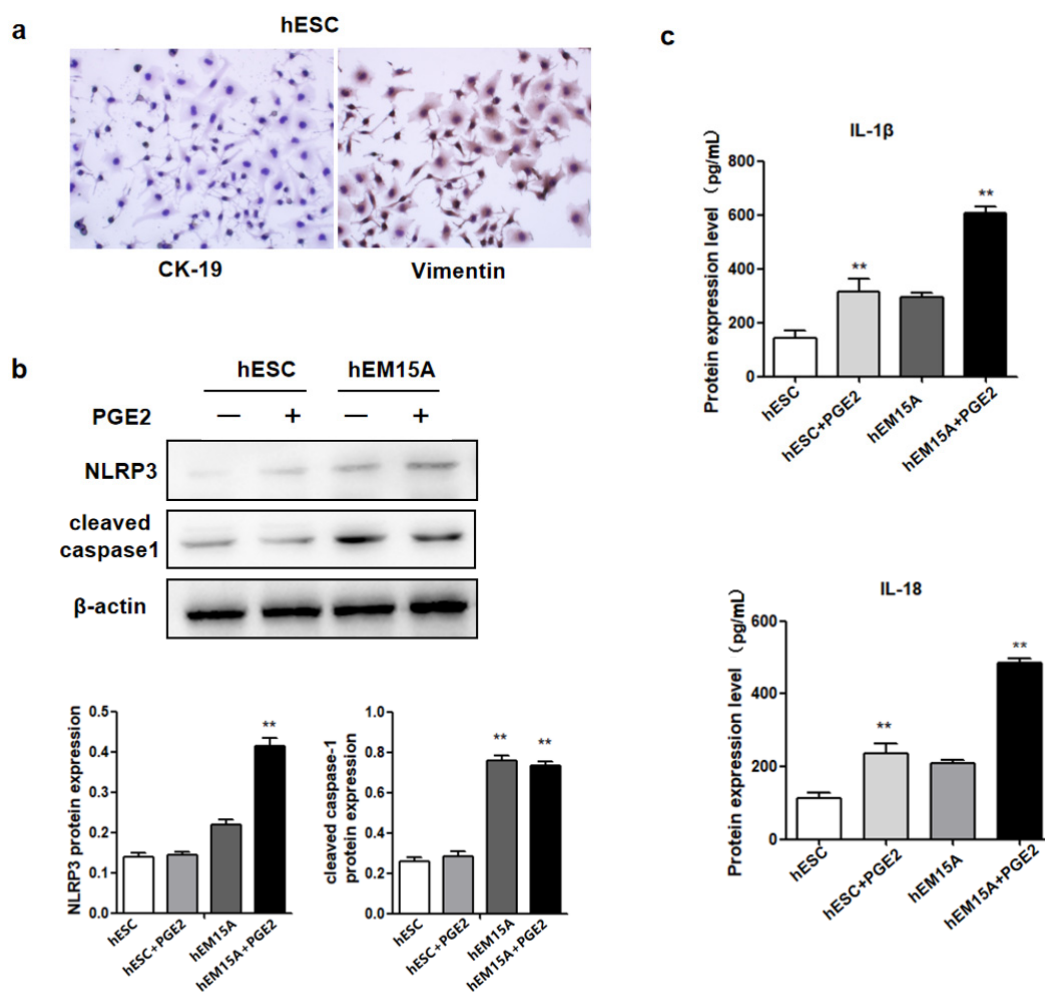 a
hESC
CK-19
Vimentin
b
hESC
hEM15A
PGE2
—
+
—
+
NLRP3
cleaved
caspase1
β-actin
NLRP3 protein expression
0.5
0.4
0.3
0.2
0.1
0.0
**
hESC
hESC+PGE2
hEM15A
hEM15A+PGE2
cleaved caspase-1
protein expression
1.0
0.8
0.6
0.4
0.2
0.0
**
**
hESC
hESC+PGE2
hEM15A
hEM15A+PGE2
c
IL-1β
Protein expression level（pg/mL）
800
600
400
200
0
**
**
hESC
hESC+PGE2
hEM15A
hEM15A+PGE2
IL-18
Protein expression level（pg/mL）
600
400
200
0
**
**
hESC
hESC+PGE2
hEM15A
hEM15A+PGE2